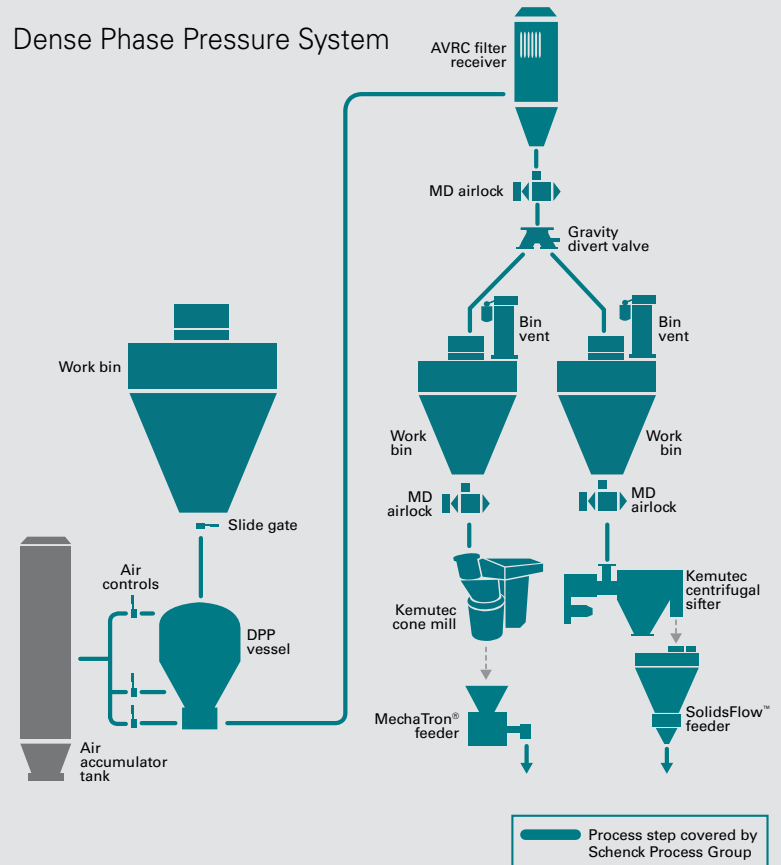 Dense Phase Pressure System
AVRC filter
receiver
MD airlock
Gravity
divert valve
Bin
vent
Bin
vent
Work bin
Work
bin
Work
bin
Slide gate
MD
airlock
MD
airlock
Air
controls
DPP
vessel
Kemutec
cone mill
Kemutec
centrifugal
sifter
MechaTron®
feeder
SolidsFlow™
feeder
Air
accumulator
tank
Process step covered by
Schenck Process Group